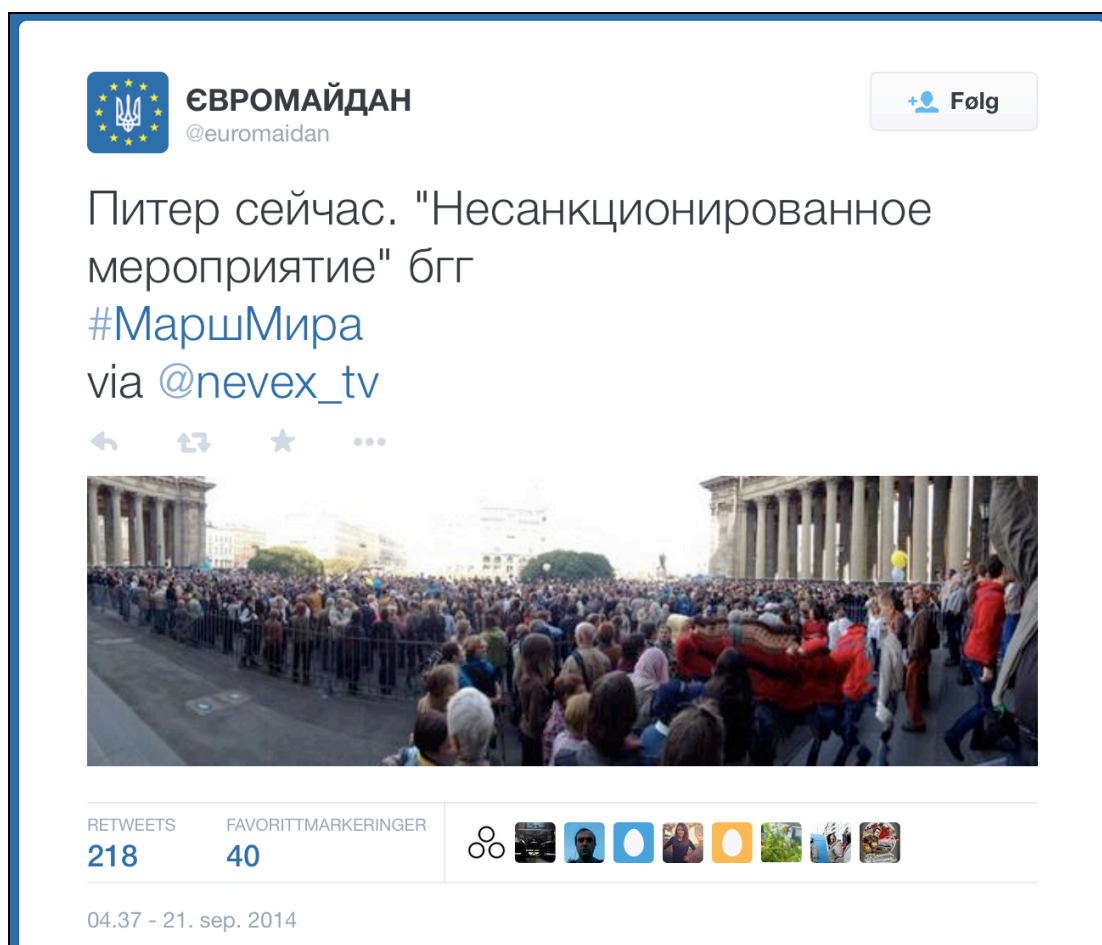 ЄВРОМАЙДАН
@euromaidan
Følg
Питер сейчас. "Несанкционированное
мероприятие" бгг
#МаршМира
via @nevex_tv
RETWEETS
FAVORITTMARKERINGER
218
40
04.37 - 21. sep. 2014